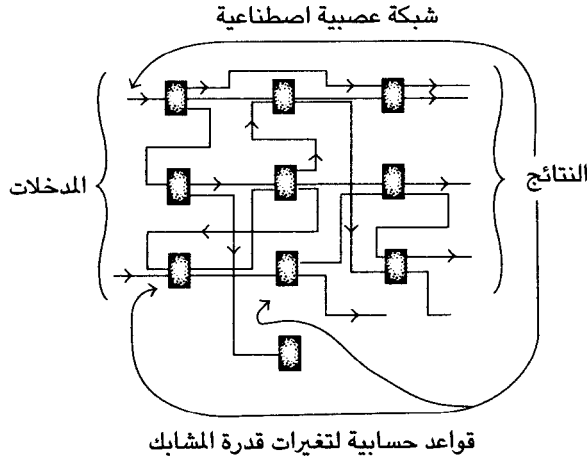 شبكة عصبية اصطناعية
النتائج
المدخلات
قواعد حسابية لتغيرات قدرة المشابك